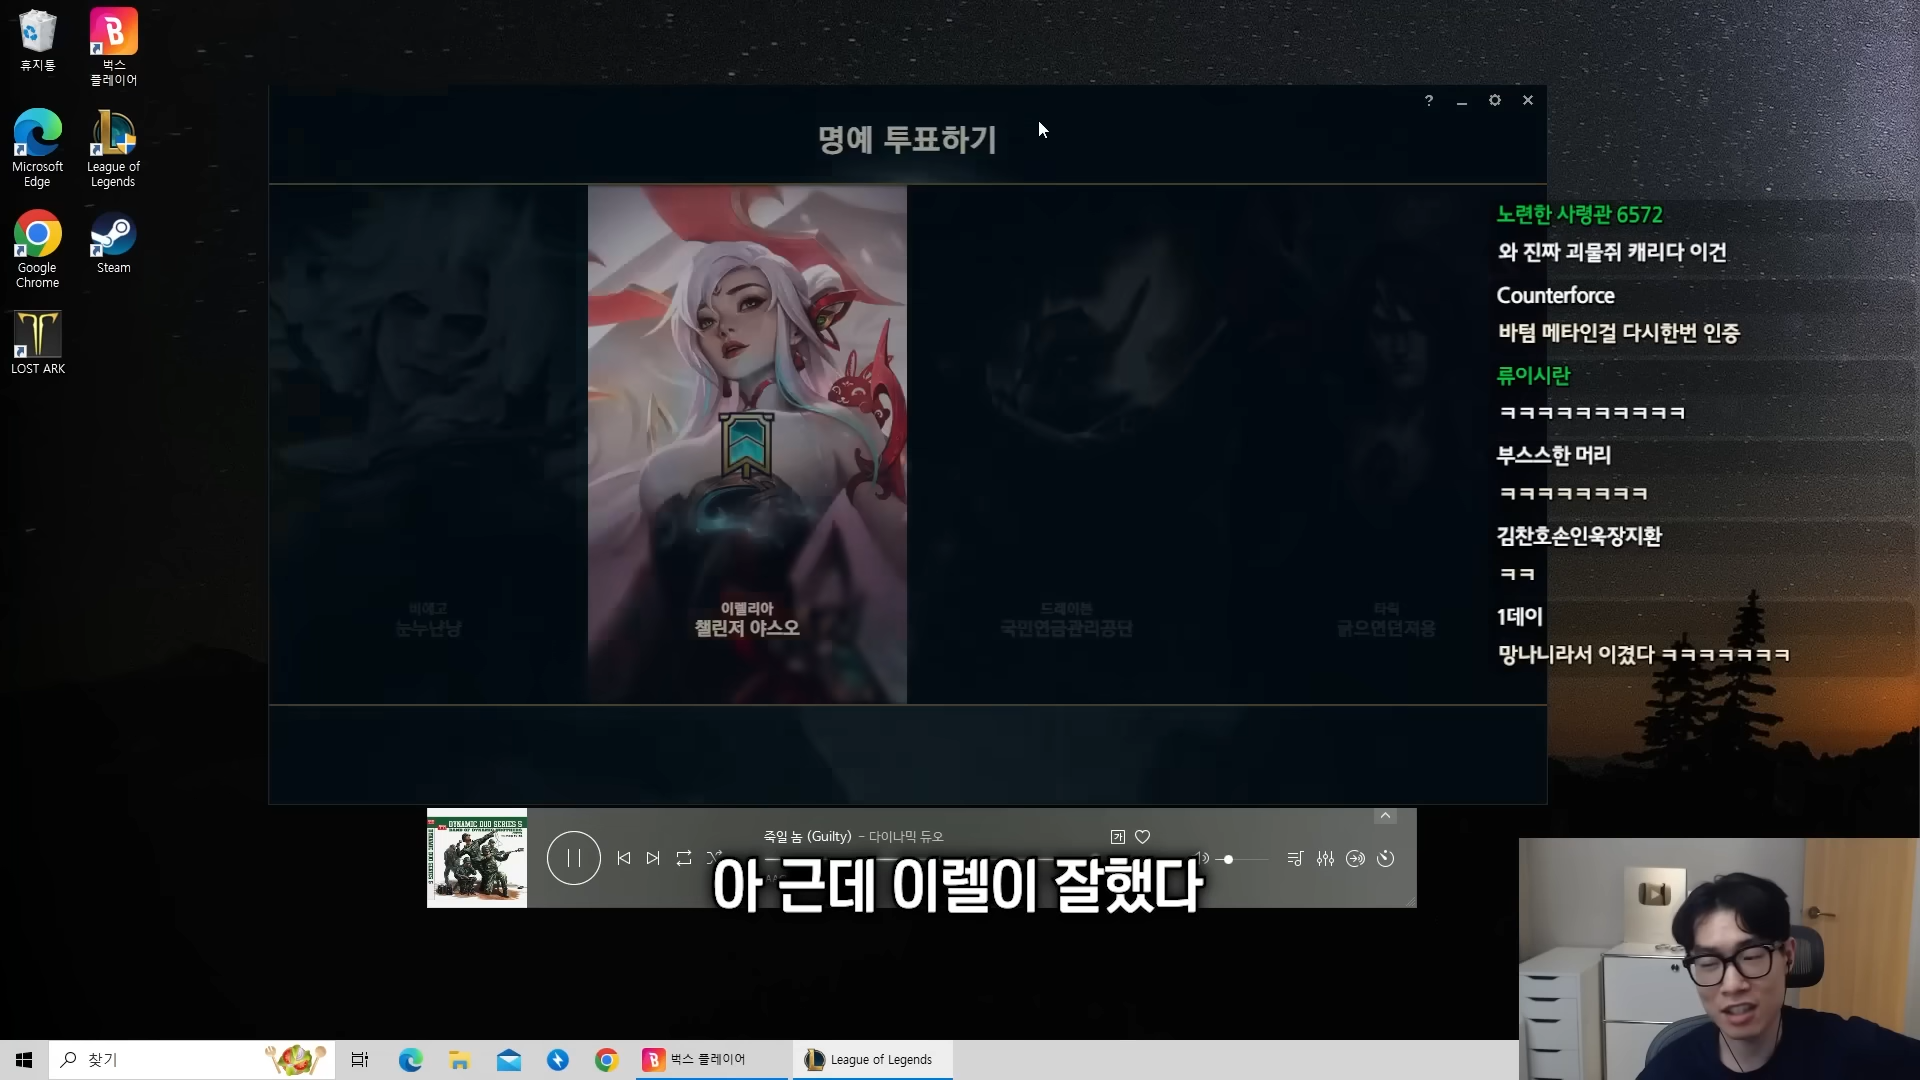 휴지통
벅스
플레이어
Microsoft
Edge
League of
Legends
Google
Chrome
Steam
LOST ARK
?
명예 투표하기
비에고
눈누난냥
이렐리아
챌린저 야스오
드레이븐
국민연금관리공단
타릭
굵으면던져용
노련한 사령관 6572
와 진짜 괴물쥐 캐리다 이건
Counterforce
바텀 메타인걸 다시한번 인증
류이시란
ㅋㅋㅋㅋㅋㅋㅋㅋㅋㅋ
부스스한 머리
ㅋㅋㅋㅋㅋㅋㅋㅋ
김찬호손인욱장지환
ㅋㅋ
1데이
망나니라서 이겼다 ㅋㅋㅋㅋㅋㅋㅋ
DYNAMIC DUO SERIES 5
BAND OF DYNAMIC BROTHERS
죽일 놈 (Guilty) - 다이나믹 듀오
가
아 근데 이렐이 잘했다
찾기
벅스 플레이어
League of Legends